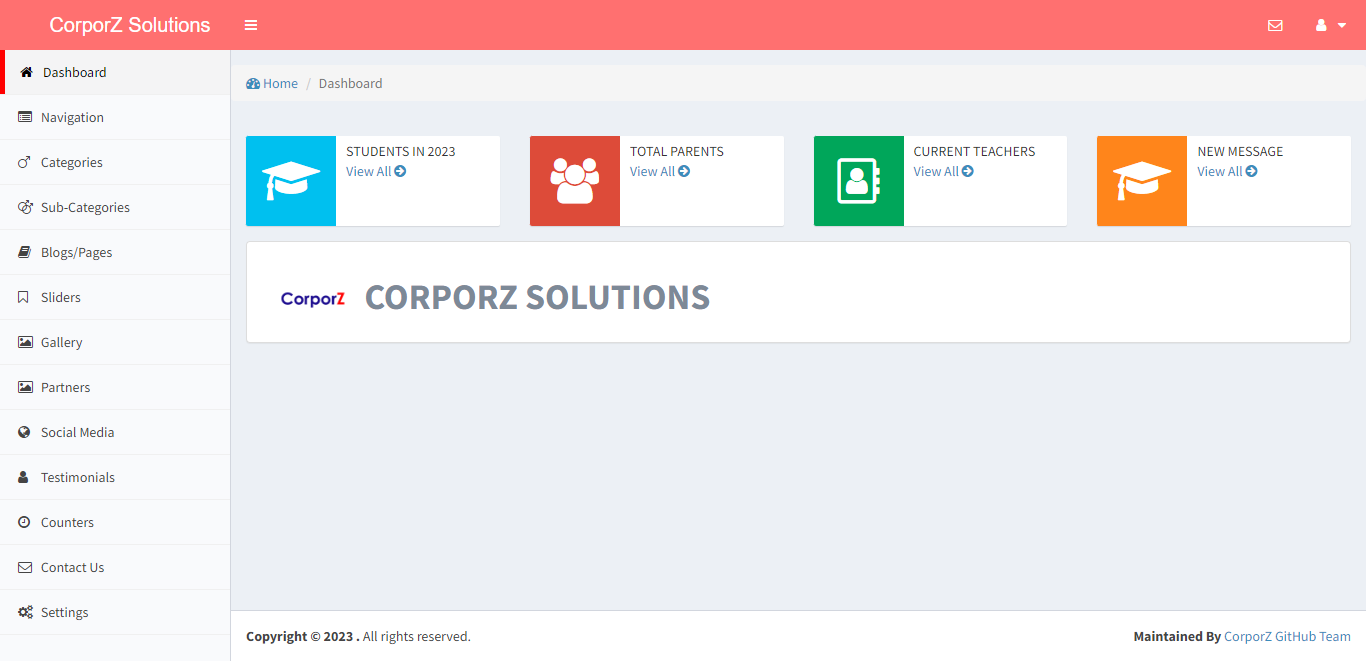 CorporZ Solutions
Dashboard
Navigation
Categories
Sub-Categories
Blogs/Pages
Sliders
Gallery
Partners
Social Media
Testimonials
Counters
Contact Us
Settings
Home / Dashboard
STUDENTS IN 2023
View All
TOTAL PARENTS
View All
CURRENT TEACHERS
View All
NEW MESSAGE
View All
CorporZ CORPORZ SOLUTIONS
Copyright © 2023 . All rights reserved.
Maintained By CorporZ GitHub Team